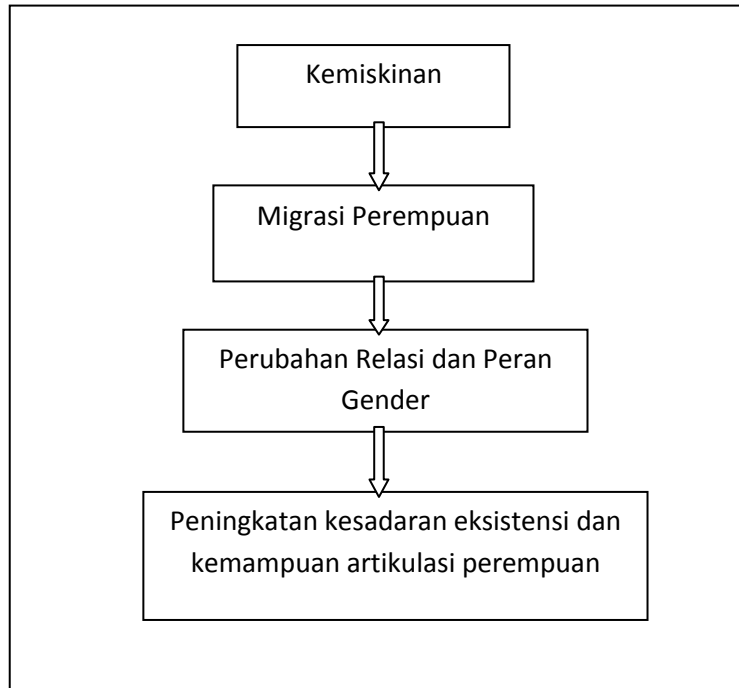 Kemiskinan
Migrasi Perempuan
Perubahan Relasi dan Peran
Gender
Peningkatan kesadaran eksistensi dan
kemampuan artikulasi perempuan